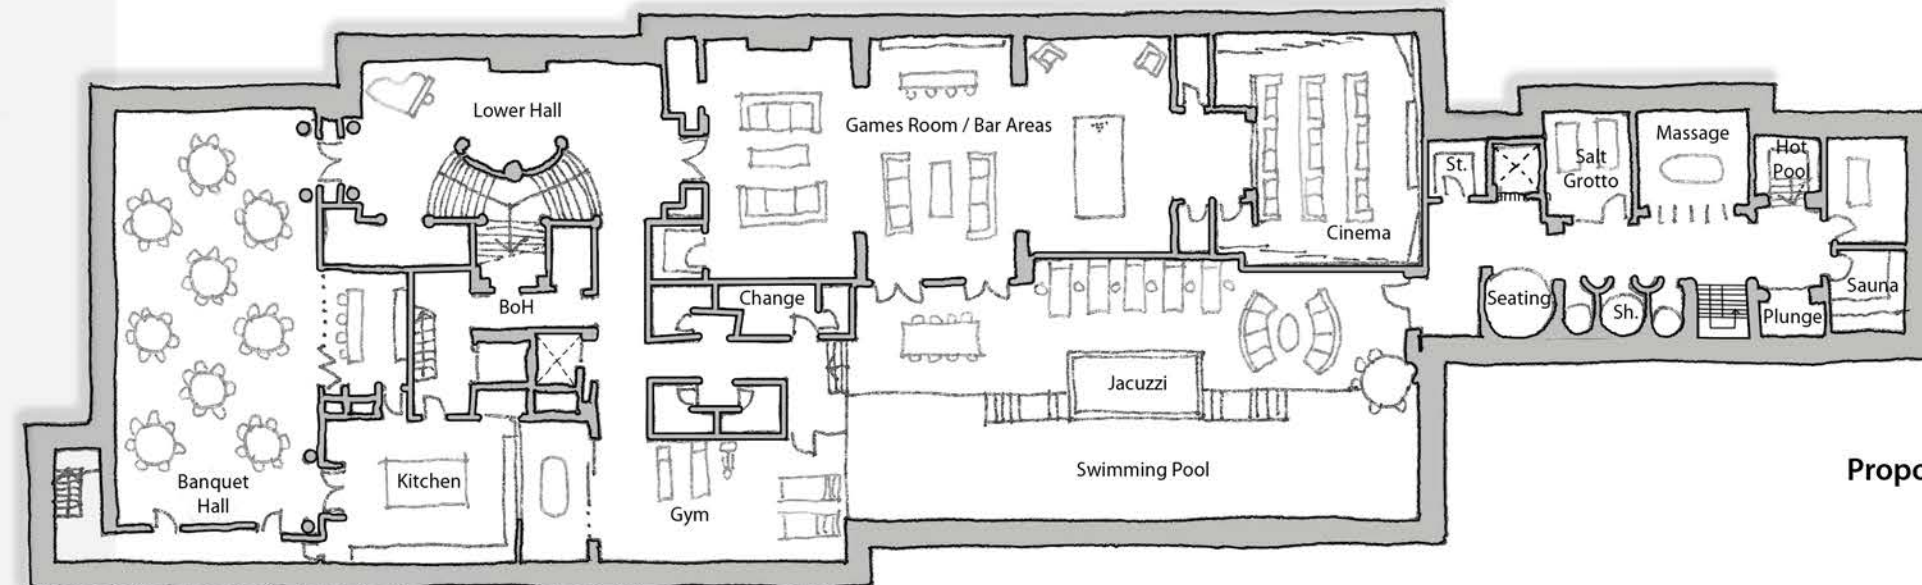 Lower Hall
Games Room / Bar Areas
Cinema
St.
Salt
Grotto
Massage
Hot
Pool
Sauna
Seating
Sh.
Plunge
BoH
Change
Jacuzzi
Swimming Pool
Banquet
Hall
Kitchen
Gym
Propo